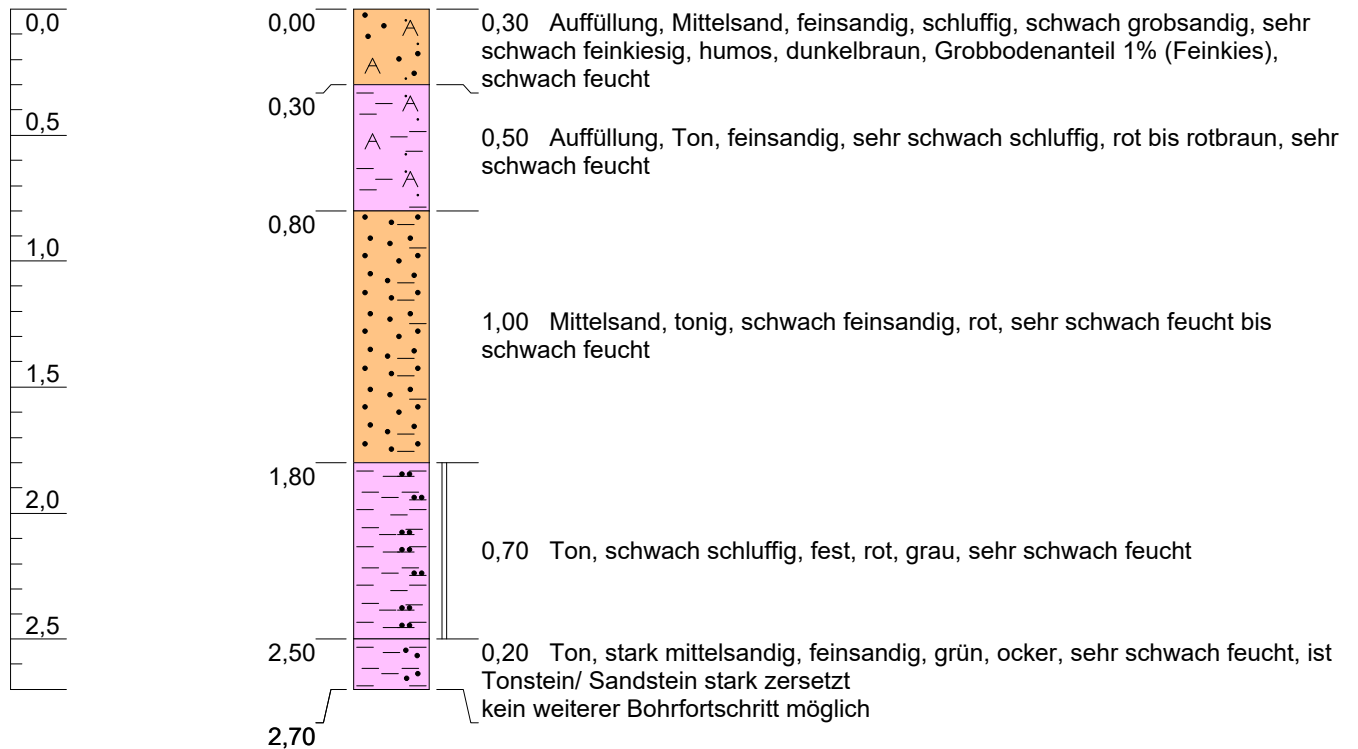 0,0
0,5
1,0
1,5
2,0
2,5
0,00
0,30 Auffüllung, Mittelsand, feinsandig, schluffig, schwach grobsandig, sehr
schwach feinkiesig, humos, dunkelbraun, Grobbodenanteil 1% (Feinkies),
schwach feucht
A
A
0,30
0,50 Auffüllung, Ton, feinsandig, sehr schwach schluffig, rot bis rotbraun, sehr
schwach feucht
A
A
A
0,80
1,00 Mittelsand, tonig, schwach feinsandig, rot, sehr schwach feucht bis
schwach feucht
1,80
0,70 Ton, schwach schluffig, fest, rot, grau, sehr schwach feucht
2,50
0,20 Ton, stark mittelsandig, feinsandig, grün, ocker, sehr schwach feucht, ist
Tonstein/ Sandstein stark zersetzt
kein weiterer Bohrfortschritt möglich
2,70